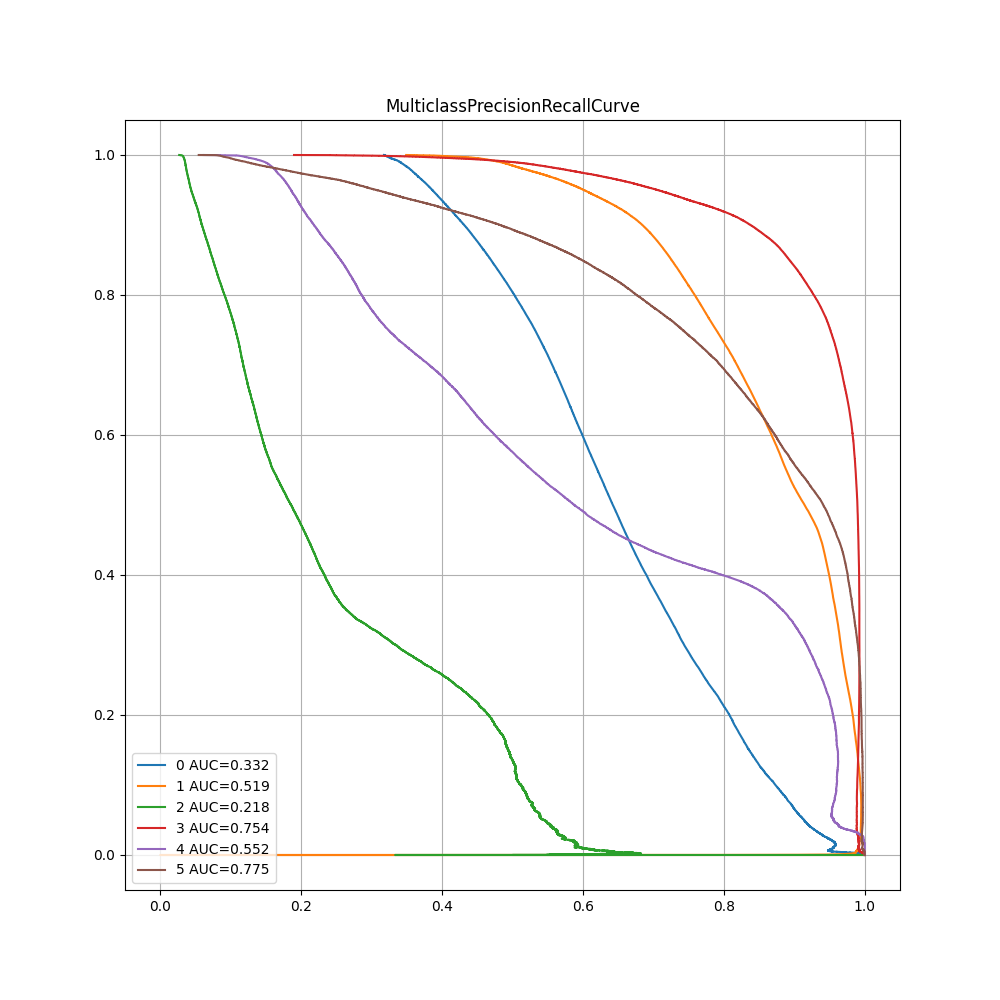 MulticlassPrecisionRecallCurve
1.0
0.8
0.6
0.4
0.2
0.0
0 AUC=0.332
1 AUC=0.519
2 AUC=0.218
3 AUC=0.754
4 AUC=0.552
5 AUC=0.775
0.0 0.2 0.4 0.6 0.8 1.0